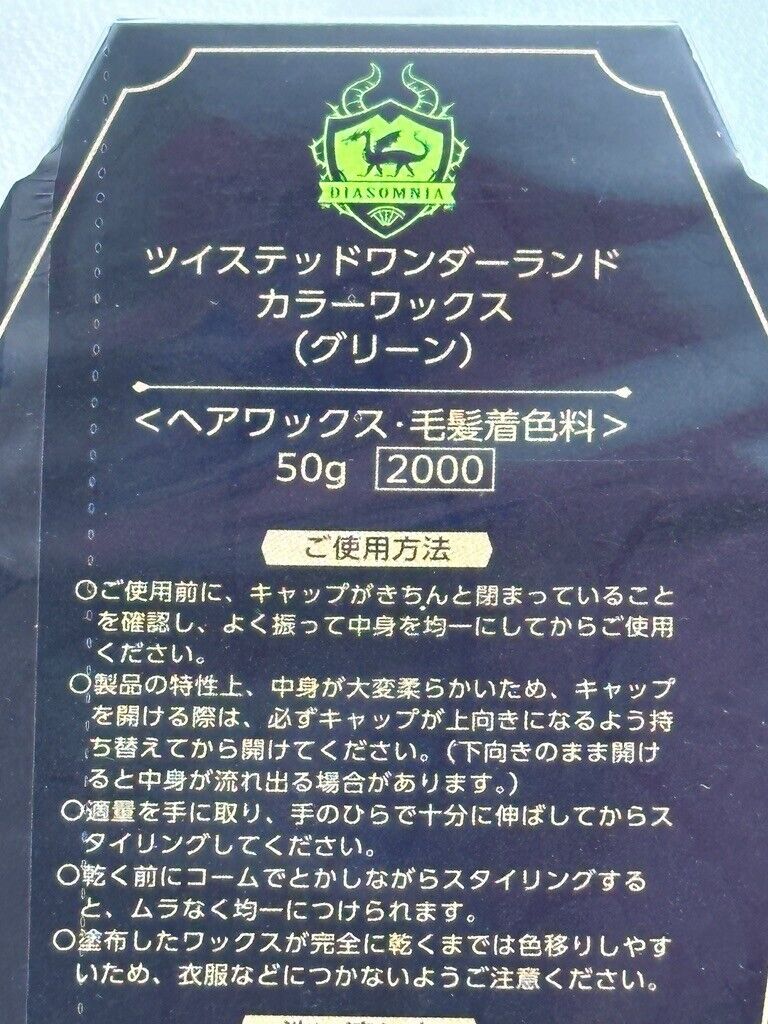 DIASOMNIA
ツイステッドワンダーランド
カラーワックス
(グリーン)
<ヘアワックス・毛髪着色料>
50g 2000
ご使用方法
○ご使用前に、キャップがきちんと閉まっていること
を確認し、よく振って中身を均一にしてからご使用
ください。
○製品の特性上、中身が大変柔らかいため、キャップ
を開ける際は、必ずキャップが上向きになるよう持
ち替えてから開けてください。(下向きのまま開け
ると中身が流れ出る場合があります。)
○適量を手に取り、手のひらで十分に伸ばしてからス
タイリングしてください。
○乾く前にコームでとかしながらスタイリングする
と、ムラなく均一につけられます。
○塗布したワックスが完全に乾くまでは色移りしやす
いため、衣服などにつかないようご注意ください。